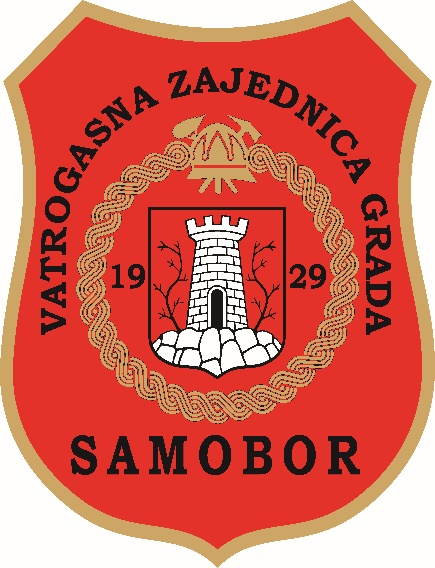 VATROGASNA ZAJEDNICA GRADA
19 29
SAMOBOR